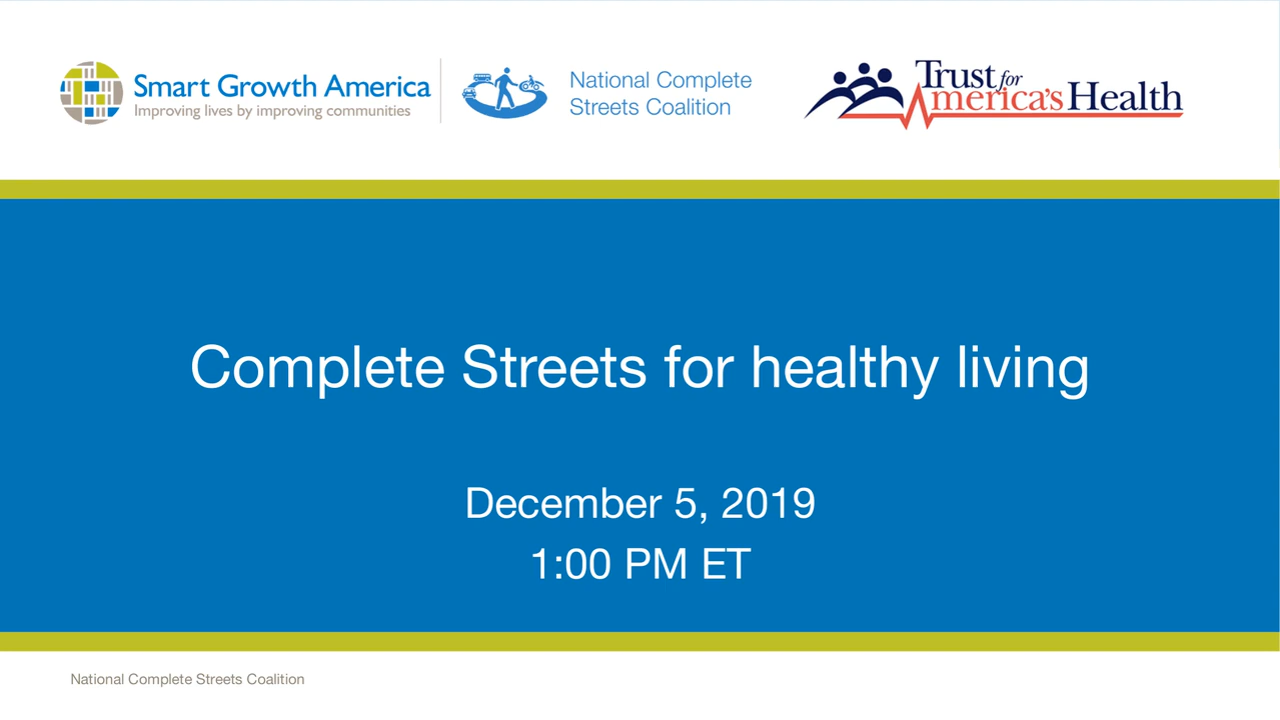 Smart Growth America
Improving lives by improving communities
National Complete
Streets Coalition
Trust for
America's Health
Complete Streets for healthy living
December 5, 2019
1:00 PM ET
National Complete Streets Coalition